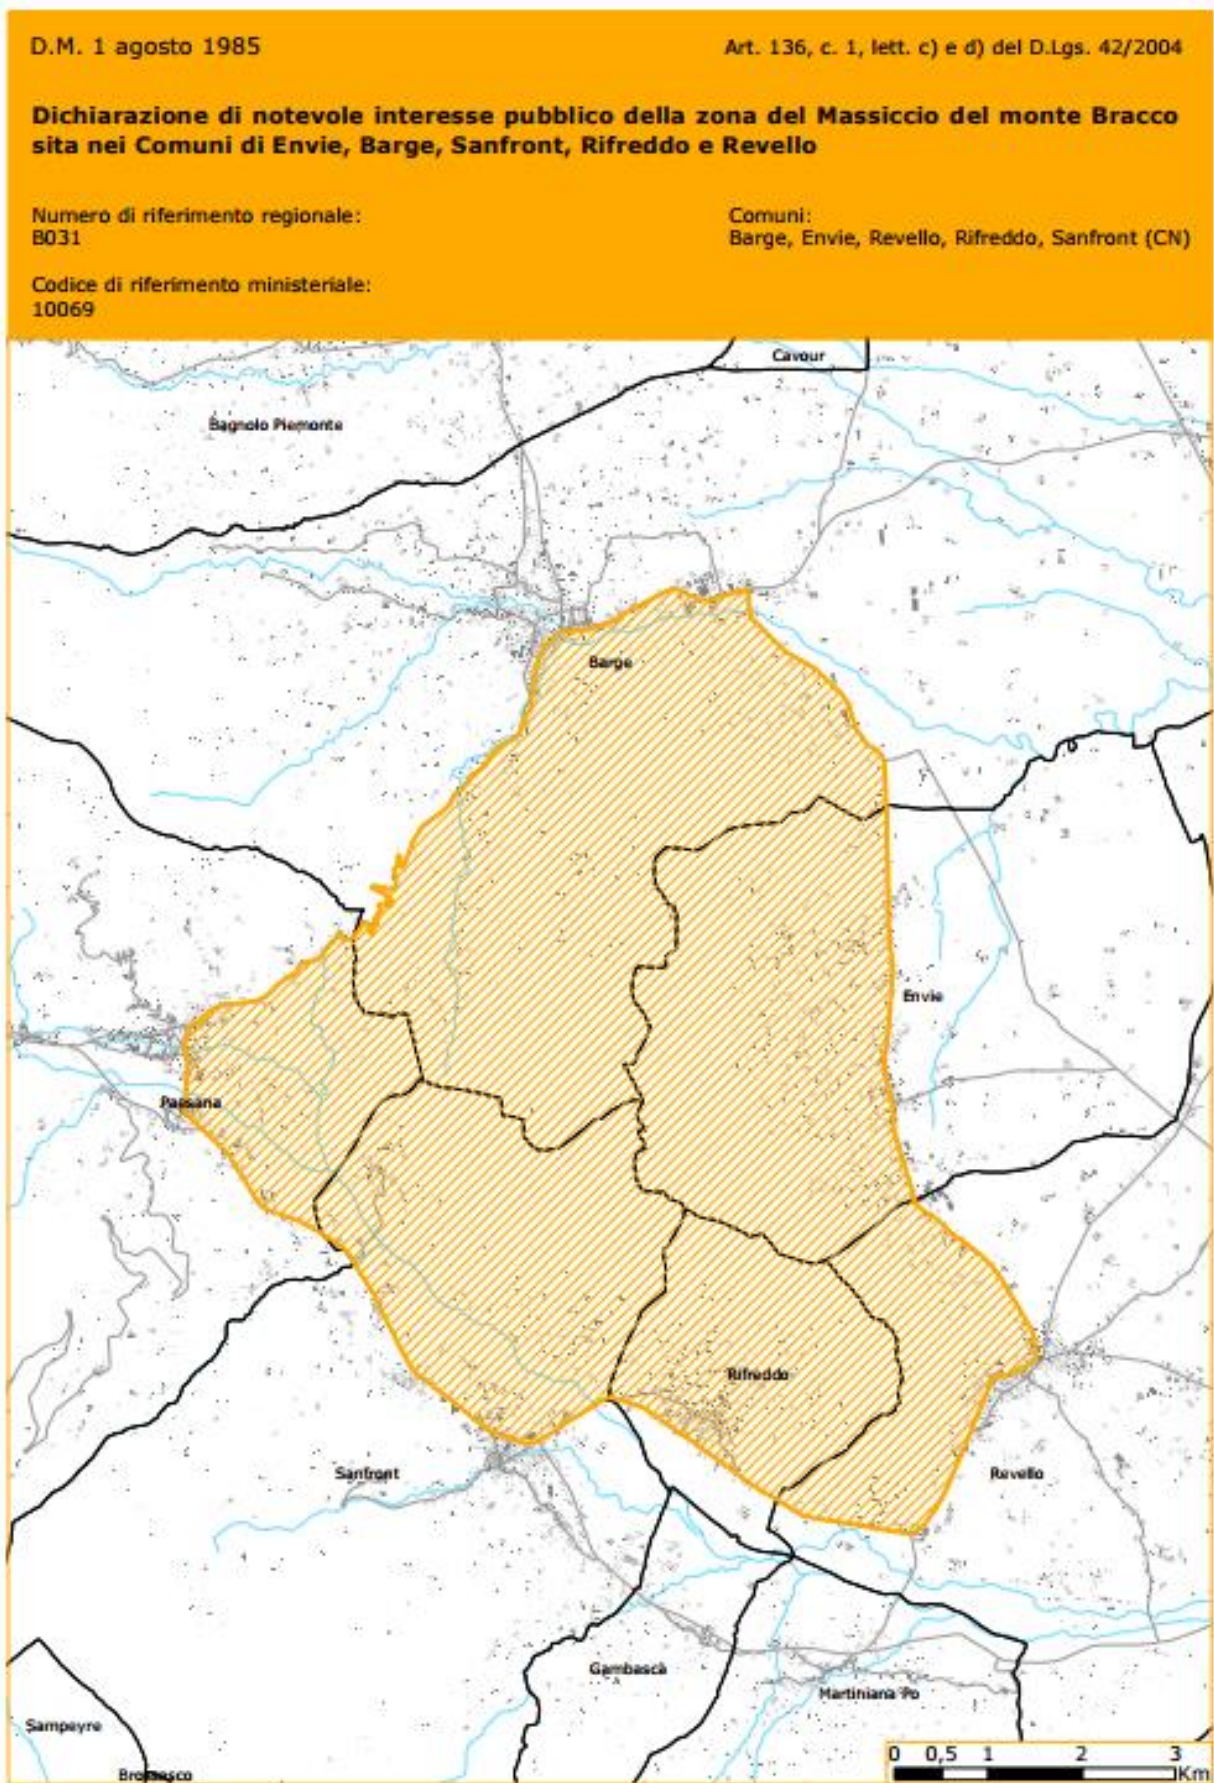 D.M. 1 agosto 1985
Art. 136, c. 1, lett. c) e d) del D.Lgs. 42/2004
Dichiarazione di notevole interesse pubblico della zona del Massiccio del monte Bracco
sita nei Comuni di Envie, Barge, Sanfront, Rifreddo e Revello
Numero di riferimento regionale:
B031
Comuni:
Barge, Envie, Revello, Rifreddo, Sanfront (CN)
Codice di riferimento ministeriale:
10069
Cavour
Bagnolo Piemonte
Barge
Envie
Paesana
Rifreddo
Sanfront
Revello
Gambasca
Martiniana Po
Sampeyre
Brossasco
0 0,5 1 2 3
Km